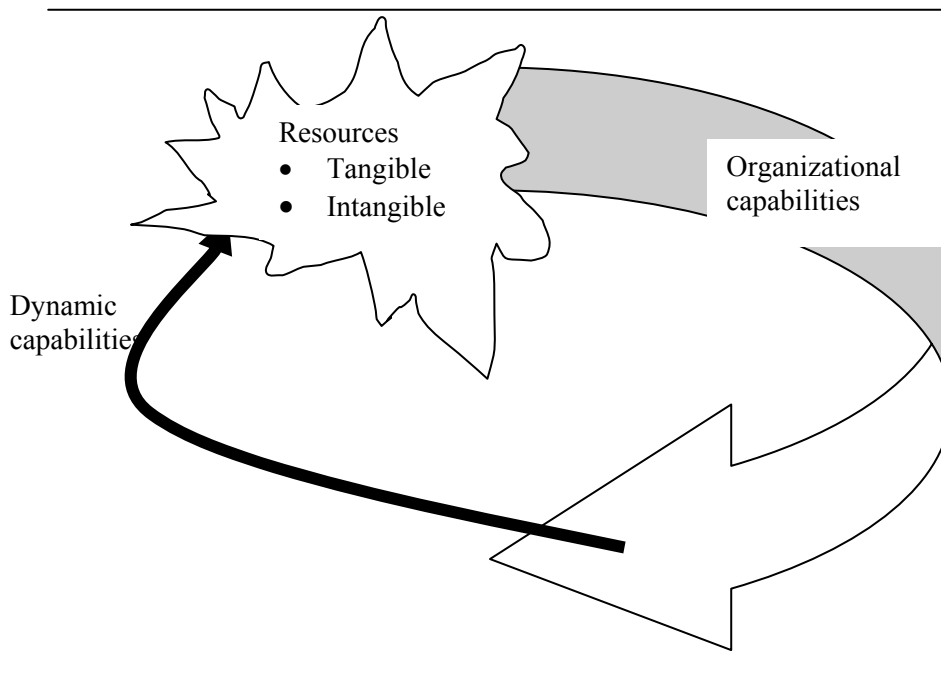 Resources
• Tangible
• Intangible
Organizational
capabilities
Dynamic
capabilities